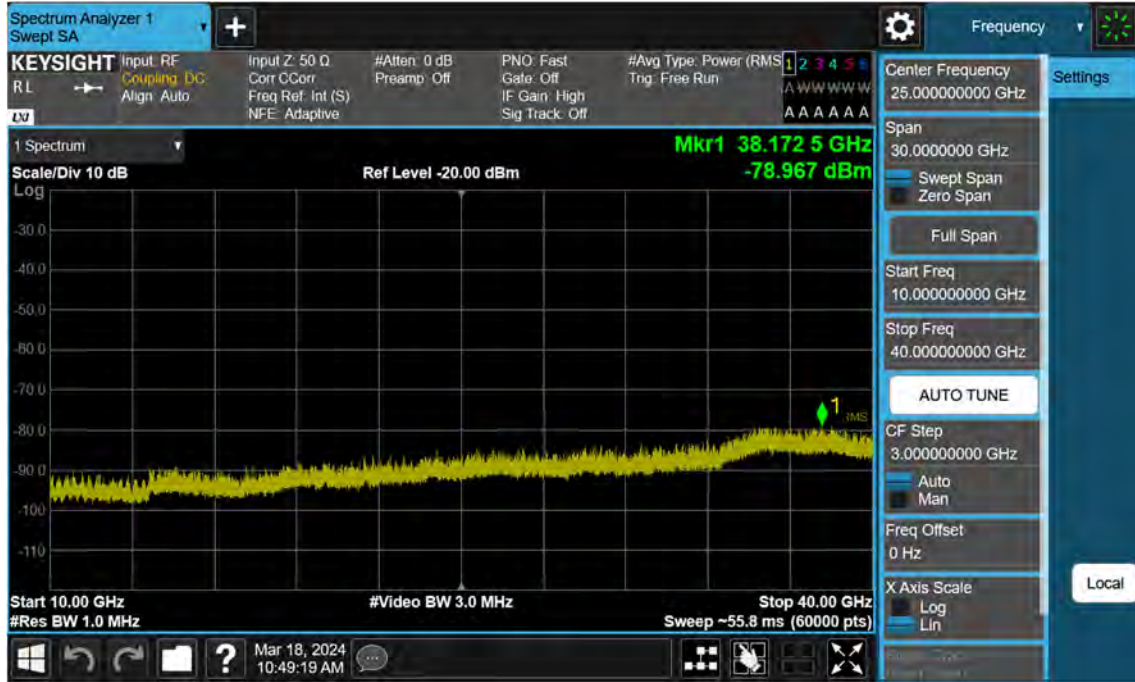 Spectrum Analyzer 1
Swept SA
Frequency
KEYSIGHT
R L
LXI
Input: RF
Coupling: DC
Align: Auto
Input Z: 50 Ω
Corr CCorr
Freq Ref: Int (S)
NFE: Adaptive
#Atten: 0 dB
Preamp: Off
PNO: Fast
Gate: Off
IF Gain: High
Sig Track: Off
#Avg Type: Power (RMS
Trig: Free Run
1 2 3 4 5 6
A W W W W W
A A A A A A
1 Spectrum
Scale/Div 10 dB
Ref Level -20.00 dBm
Mkr1 38.172 5 GHz
-78.967 dBm
Log
-30.0
-40.0
-50.0
-60.0
-70.0
-80.0
-90.0
-100
-110
1
RMS
Start 10.00 GHz
#Res BW 1.0 MHz
#Video BW 3.0 MHz
Stop 40.00 GHz
Sweep ~55.8 ms (60000 pts)
Center Frequency
25.000000000 GHz
Settings
Span
30.0000000 GHz
Swept Span
Zero Span
Full Span
Start Freq
10.000000000 GHz
Stop Freq
40.000000000 GHz
AUTO TUNE
CF Step
3.000000000 GHz
Auto
Man
Freq Offset
0 Hz
X Axis Scale
Log
Lin
Local
?
Mar 18, 2024
10:49:19 AM